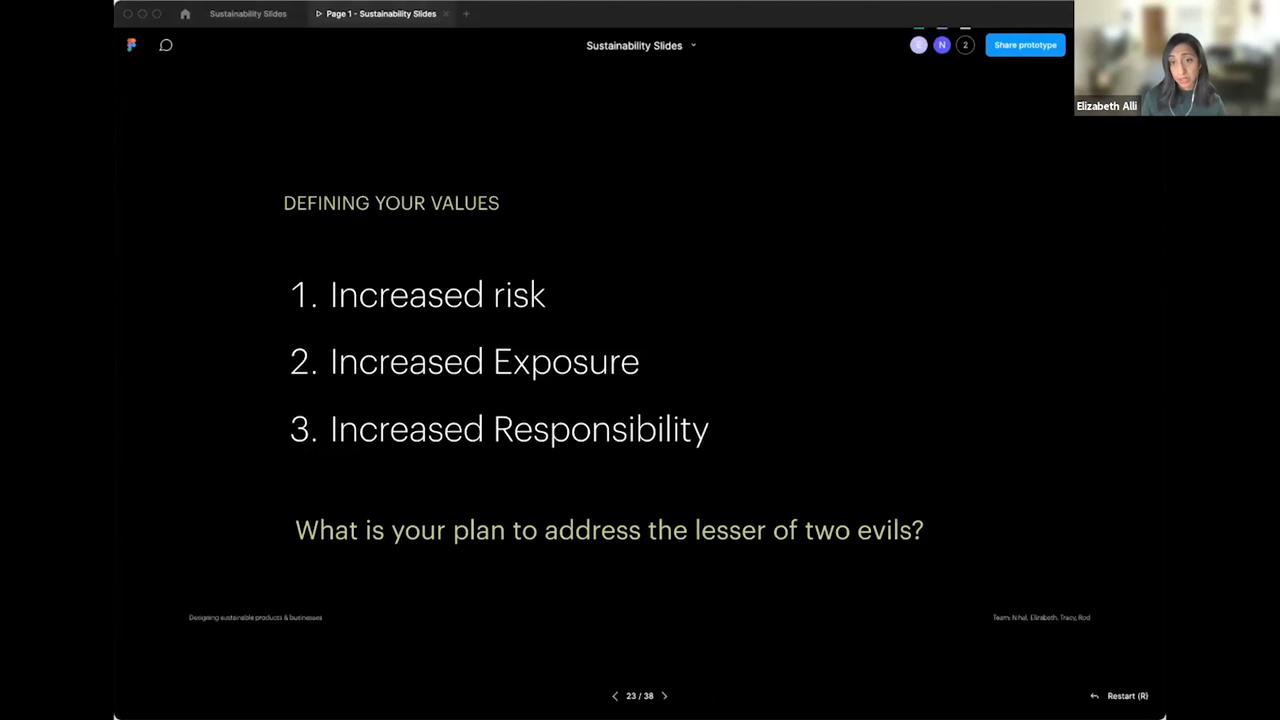 Sustainability Slides
Page 1 - Sustainability Slides
Sustainability Slides
E
N
2
Share prototype
Elizabeth Alli
DEFINING YOUR VALUES
1. Increased risk
2. Increased Exposure
3. Increased Responsibility
What is your plan to address the lesser of two evils?
Designing sustainable products & businesses
Team: Nihal, Elizabeth, Tracy, Rod
23 / 38
Restart (R)